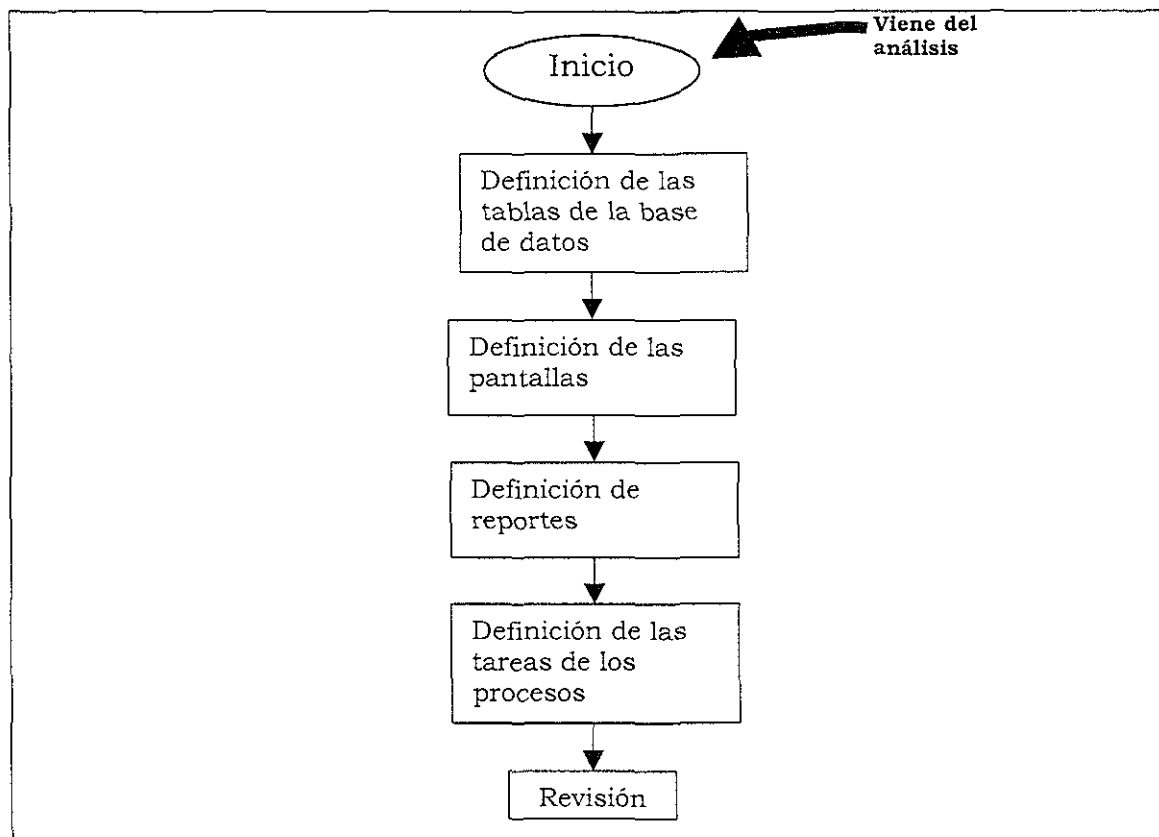 Viene del
análisis
Inicio
Definición de las
tablas de la base
de datos
Definición de las
pantallas
Definición de
reportes
Definición de las
tareas de los
procesos
Revisión